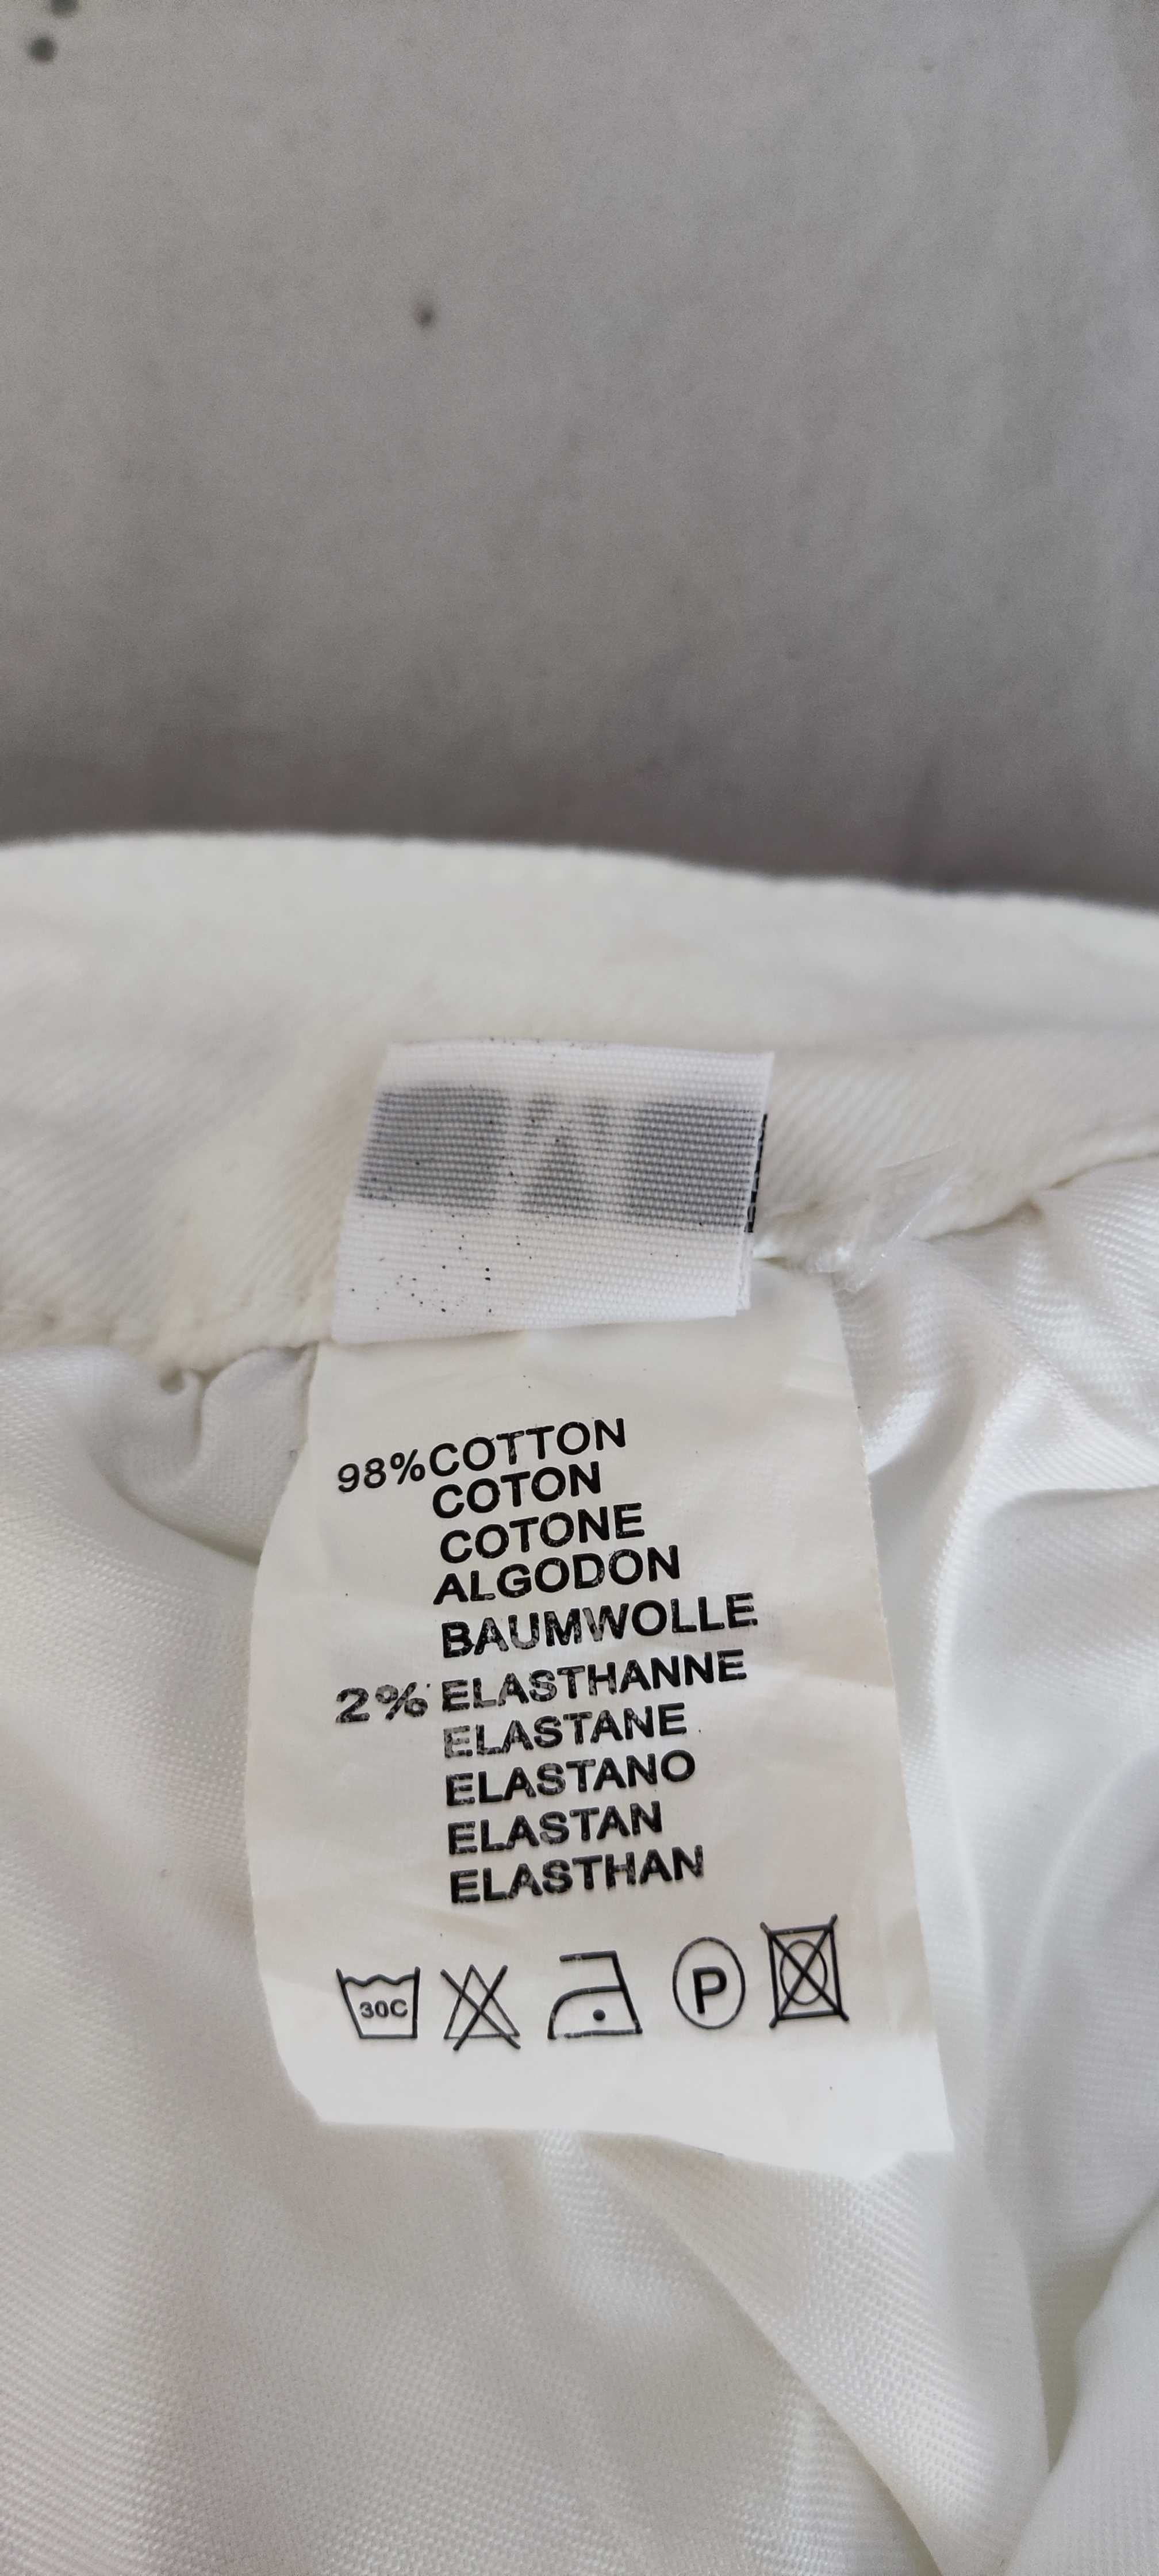 98% COTTON
COTON
COTONE
ALGODON
BAUMWOLLE
2% ELASTHANNE
ELASTANE
ELASTANO
ELASTAN
ELASTHAN
30C
P